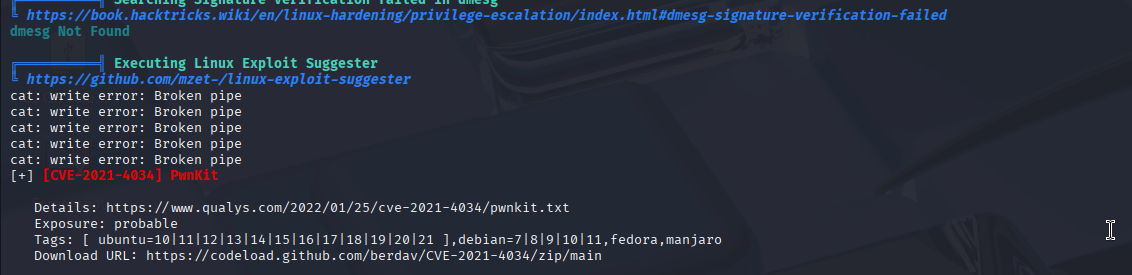 Searching Signature verification failed in dmesg
https://book.hacktricks.wiki/en/linux-hardening/privilege-escalation/index.html#dmesg-signature-verification-failed
dmesg Not Found
Executing Linux Exploit Suggester
https://github.com/mzet-/linux-exploit-suggester
cat: write error: Broken pipe
cat: write error: Broken pipe
cat: write error: Broken pipe
cat: write error: Broken pipe
cat: write error: Broken pipe
[+] [CVE-2021-4034] PwnKit
Details: https://www.qualys.com/2022/01/25/cve-2021-4034/pwnkit.txt
Exposure: probable
Tags: [ ubuntu=10|11|12|13|14|15|16|17|18|19|20|21 ],debian=7|8|9|10|11,fedora,manjaro
Download URL: https://codeload.github.com/berdav/CVE-2021-4034/zip/main